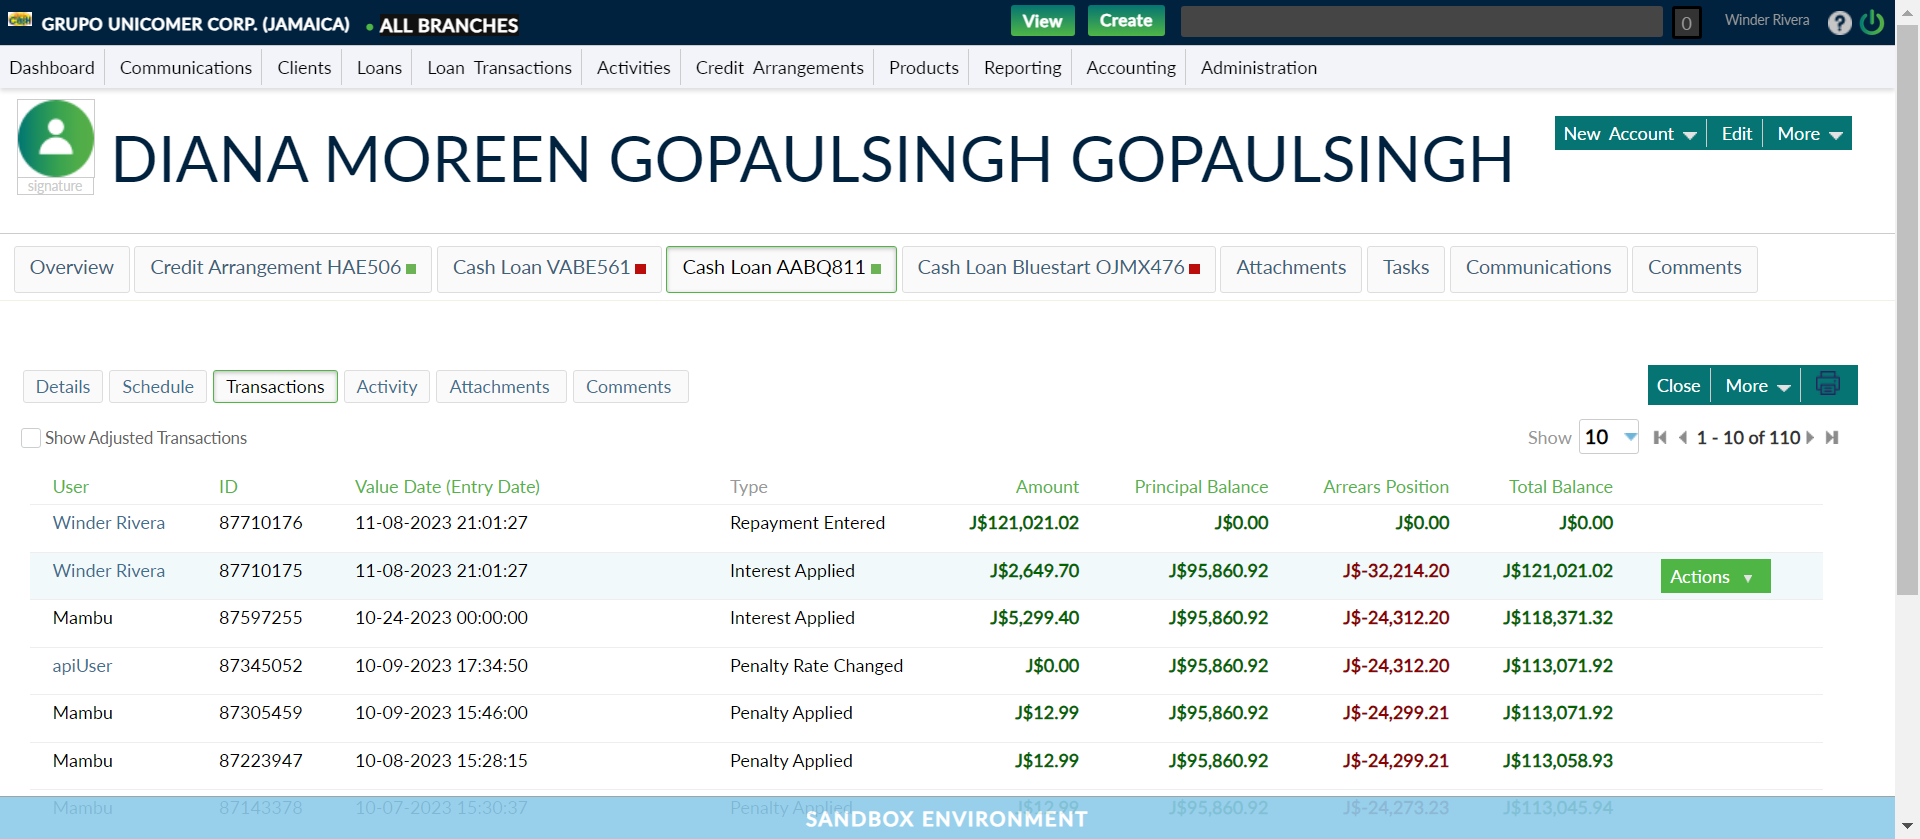 GRUPO UNICOMER CORP. (JAMAICA) ALL BRANCHES View Create 0 Winder Rivera ?
Dashboard Communications Clients Loans Loan Transactions Activities Credit Arrangements Products Reporting Accounting Administration
signature
DIANA MOREEN GOPAULSINGH GOPAULSINGH
New Account Edit More
Overview Credit Arrangement HAE506 Cash Loan VABE561 Cash Loan AABQ811 Cash Loan Bluestart OJMX476 Attachments Tasks Communications Comments
Details Schedule Transactions Activity Attachments Comments Close More
Show Adjusted Transactions Show 10 1 - 10 of 110
User ID Value Date (Entry Date) Type Amount Principal Balance Arrears Position Total Balance
Winder Rivera 87710176 11-08-2023 21:01:27 Repayment Entered J$121,021.02 J$0.00 J$0.00 J$0.00
Winder Rivera 87710175 11-08-2023 21:01:27 Interest Applied J$2,649.70 J$95,860.92 J$-32,214.20 J$121,021.02 Actions
Mambu 87597255 10-24-2023 00:00:00 Interest Applied J$5,299.40 J$95,860.92 J$-24,312.20 J$118,371.32
apiUser 87345052 10-09-2023 17:34:50 Penalty Rate Changed J$0.00 J$95,860.92 J$-24,312.20 J$113,071.92
Mambu 87305459 10-09-2023 15:46:00 Penalty Applied J$12.99 J$95,860.92 J$-24,299.21 J$113,071.92
Mambu 87223947 10-08-2023 15:28:15 Penalty Applied J$12.99 J$95,860.92 J$-24,299.21 J$113,058.93
Mambu 87143378 10-07-2023 15:30:37 Penalty Applied J$12.99 J$95,860.92 J$-24,273.23 J$113,045.94
SANDBOX ENVIRONMENT